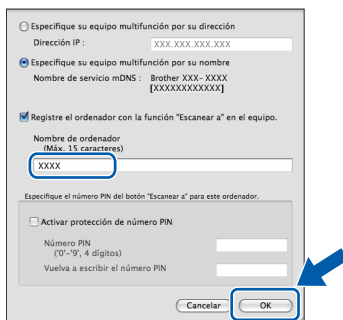 Especifique su equipo multifunción por su dirección
Dirección IP : XXX.XXX.XXX.XXX
Especifique su equipo multifunción por su nombre
Nombre de servicio mDNS : Brother XXX- XXXX
[XXXXXXXXXXXX]
Registre el ordenador con la función "Escanear a" en el equipo.
Nombre de ordenador
(Máx. 15 caracteres)
XXXX
Especifique el número PIN del botón "Escanear a" para este ordenador.
Activar protección de número PIN
Número PIN
('0'-'9', 4 dígitos)
Vuelva a escribir el número PIN
Cancelar OK